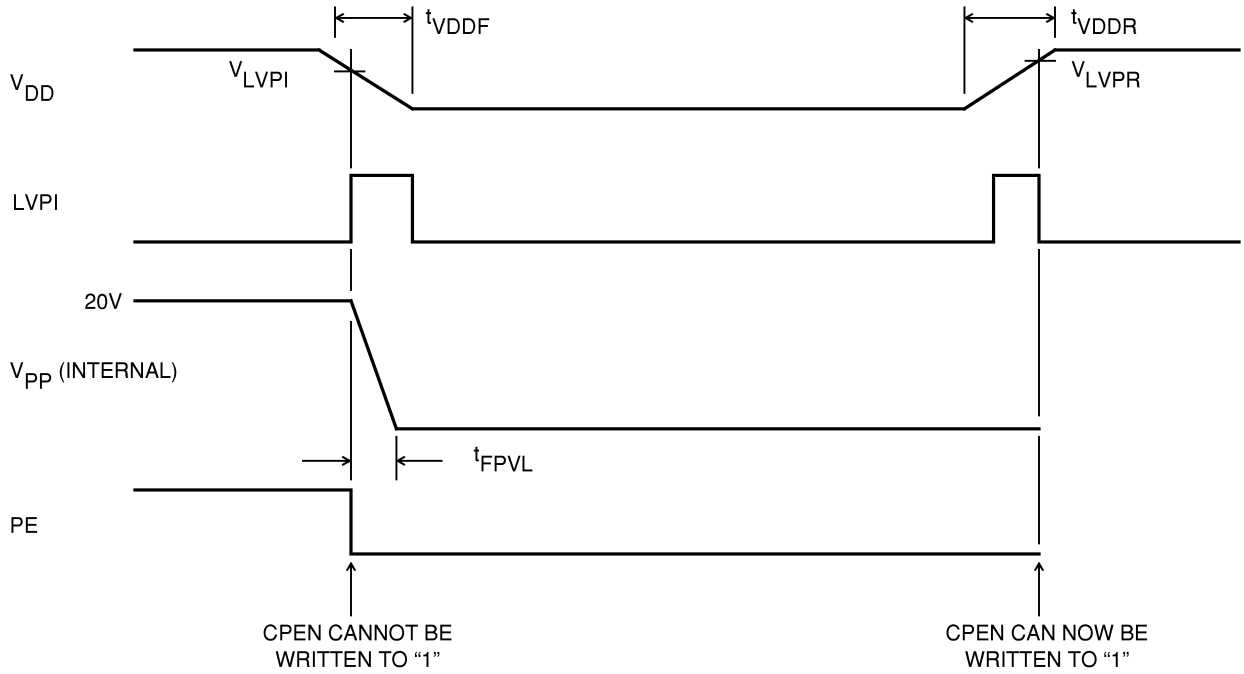 tVDDF
tVDDR
VDD
VLVPI
VLVPR
LVPI
20V
VPP (INTERNAL)
tFPVL
PE
CPEN CANNOT BE
WRITTEN TO “1”
CPEN CAN NOW BE
WRITTEN TO “1”